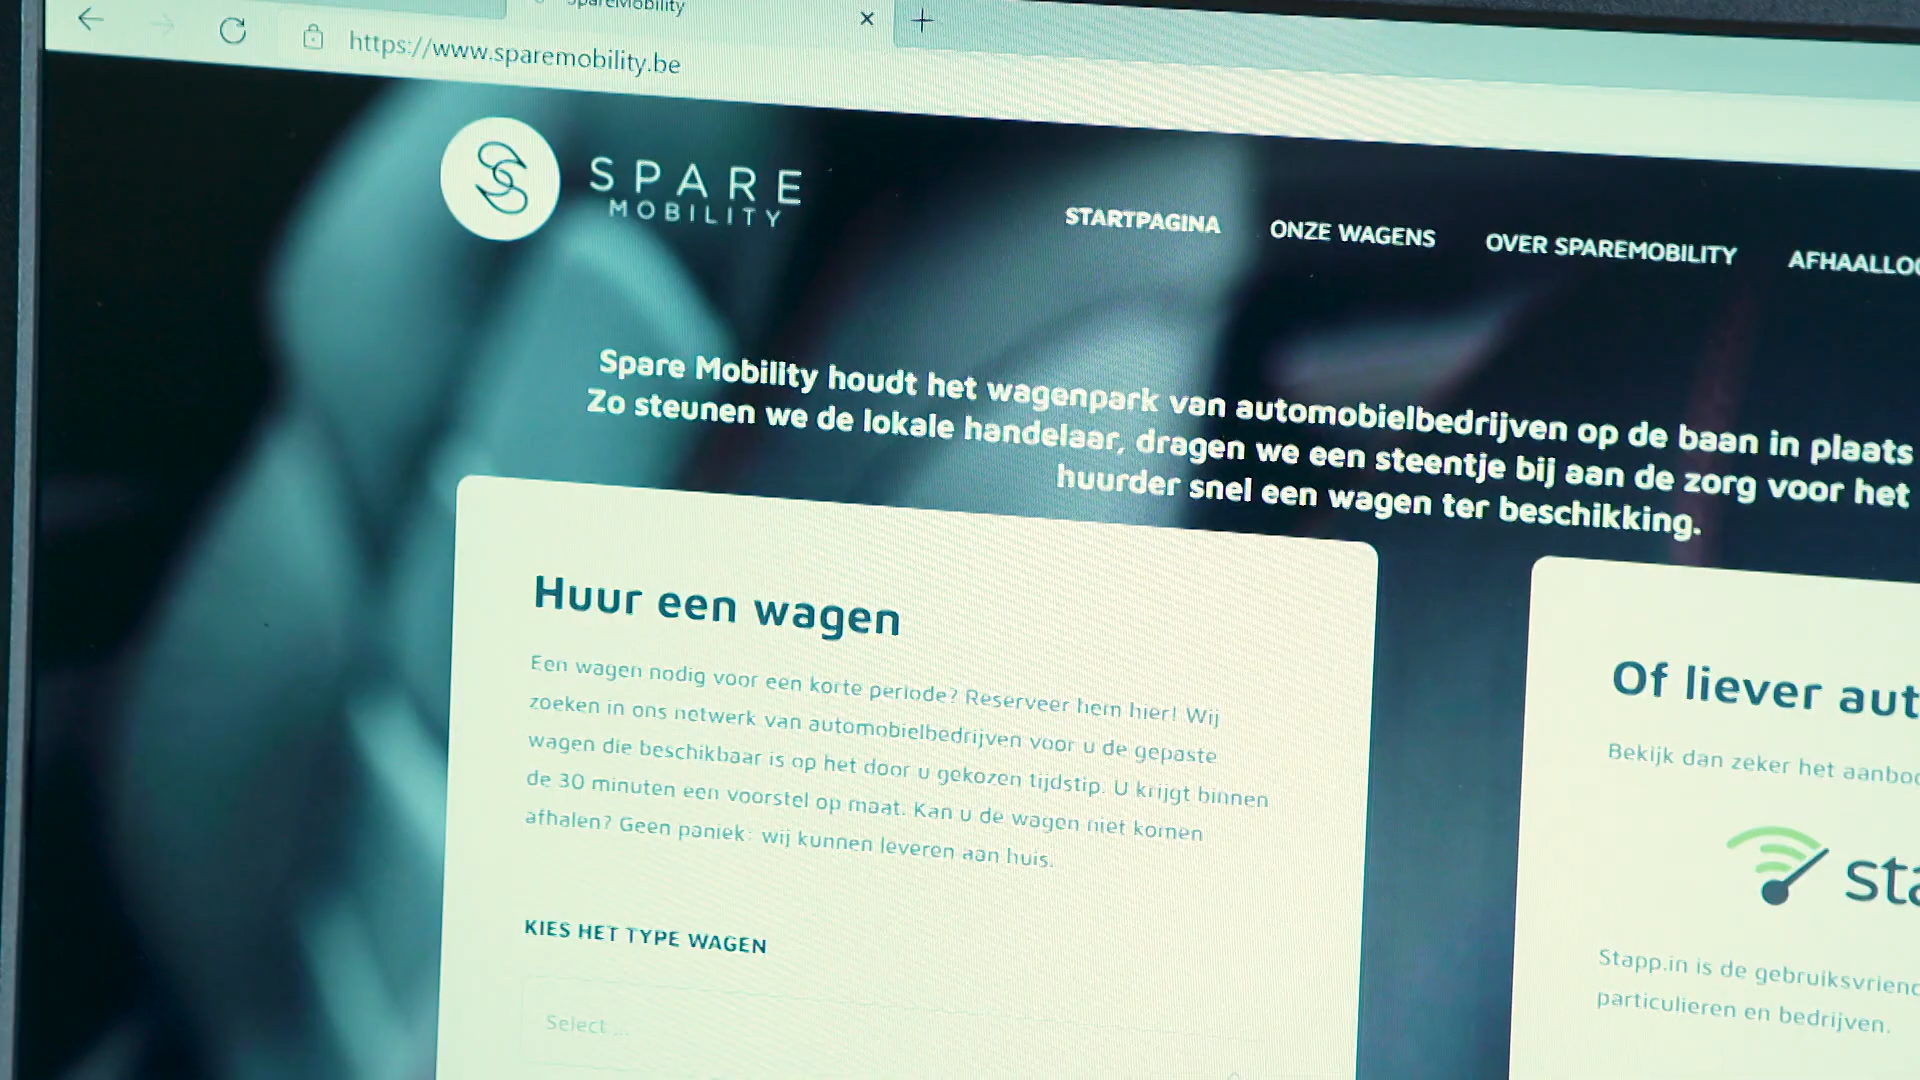 SpareMobility
https://www.sparemobility.be
SPARE
MOBILITY
STARTPAGINA ONZE WAGENS OVER SPAREMOBILITY
Spare Mobility houdt het wagenpark van automobielbedrijven op de baan in plaats
Zo steunen we de lokale handelaar, dragen we een steentje bij aan de zorg voor het
huurder snel een wagen ter beschikking.
Huur een wagen
Een wagen nodig voor een korte periode? Reserveer hem hier! Wij
zoeken in ons netwerk van automobielbedrijven voor u de gepaste
wagen die beschikbaar is op het door u gekozen tijdstip. U krijgt binnen
de 30 minuten een voorstel op maat. Kan u de wagen niet komen
afhalen? Geen paniek: wij kunnen leveren aan huis.
KIES HET TYPE WAGEN
Select ...
Of liever
Bekijk dan zeker het
Stapp.in is de
particulieren en bedrijven.